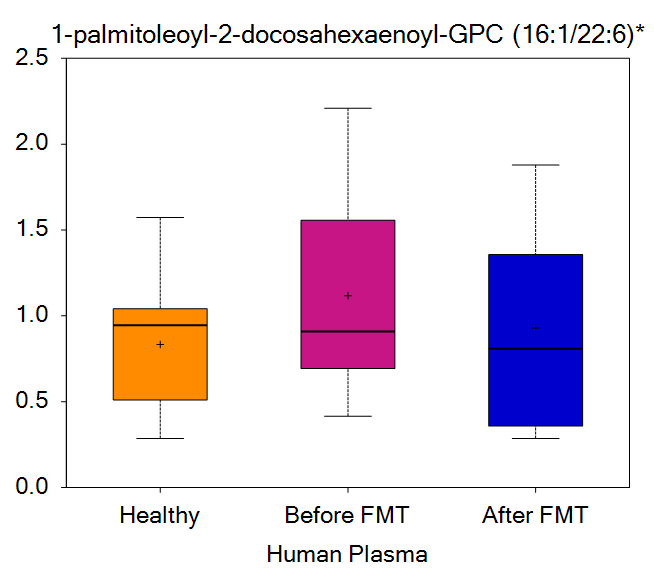 1-palmitoleoyl-2-docosahexaenoyl-GPC (16:1/22:6)*
2.5
2.0
1.5
1.0
0.5
0.0
Healthy Before FMT After FMT
Human Plasma